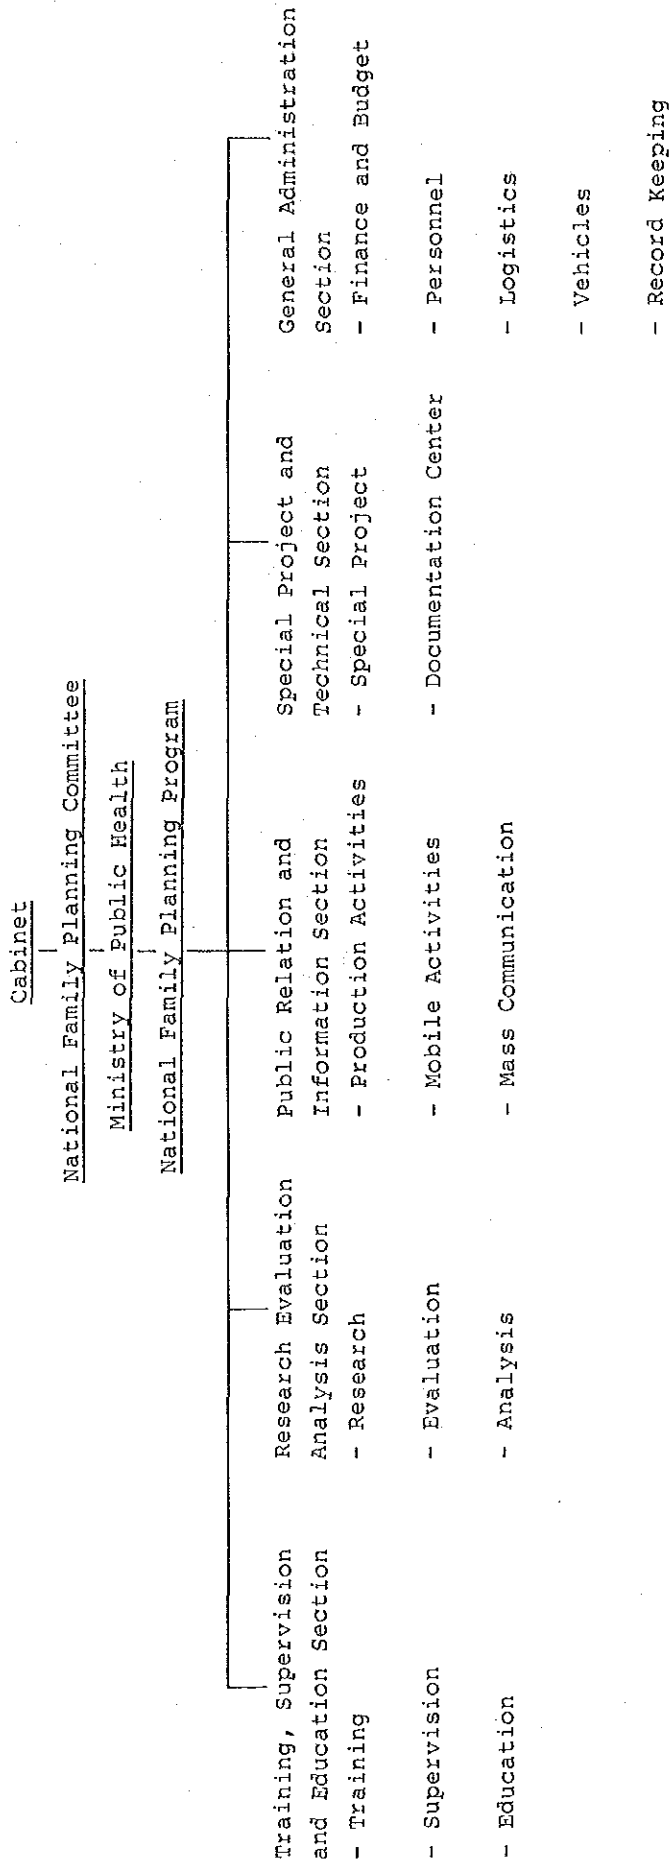 Cabinet
National Family Planning Committee
Ministry of Public Health
National Family Planning Program
Training, Supervision
and Education Section
- Training
- Supervision
- Education
Research Evaluation
Analysis Section
- Research
- Evaluation
- Analysis
Public Relation and
Information Section
- Production Activities
- Mobile Activities
- Mass Communication
Special Project and
Technical Section
- Special Project
- Documentation Center
General Administration
Section
- Finance and Budget
- Personnel
- Logistics
- Vehicles
- Record Keeping